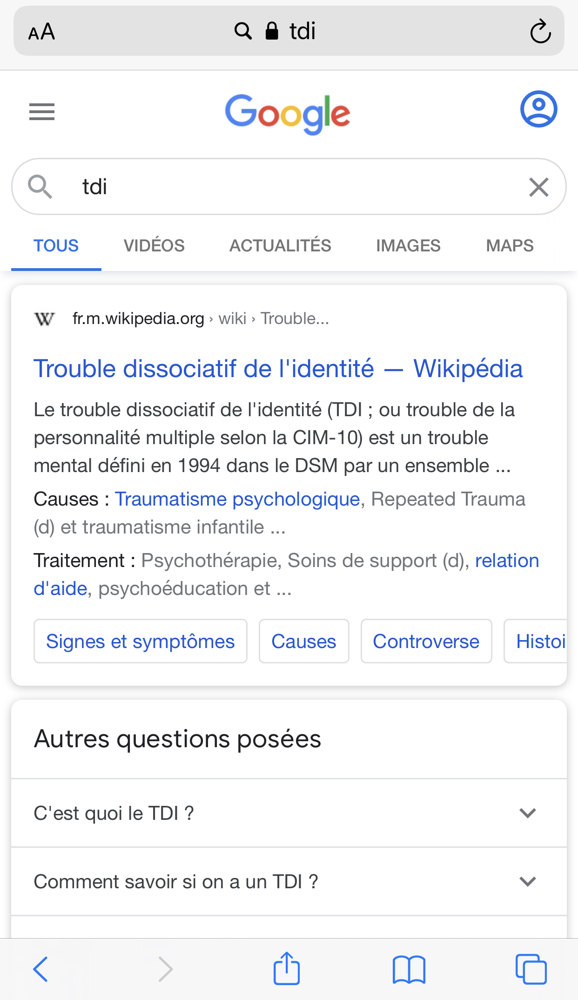 AA tdi
Google
tdi
TOUS VIDÉOS ACTUALITÉS IMAGES MAPS
W fr.m.wikipedia.org › wiki › Trouble...
Trouble dissociatif de l'identité — Wikipédia
Le trouble dissociatif de l'identité (TDI ; ou trouble de la
personnalité multiple selon la CIM-10) est un trouble
mental défini en 1994 dans le DSM par un ensemble ...
Causes : Traumatisme psychologique, Repeated Trauma
(d) et traumatisme infantile ...
Traitement : Psychothérapie, Soins de support (d), relation
d'aide, psychoéducation et ...
Signes et symptômes Causes Controverse Histoi
Autres questions posées
C'est quoi le TDI ?
Comment savoir si on a un TDI ?